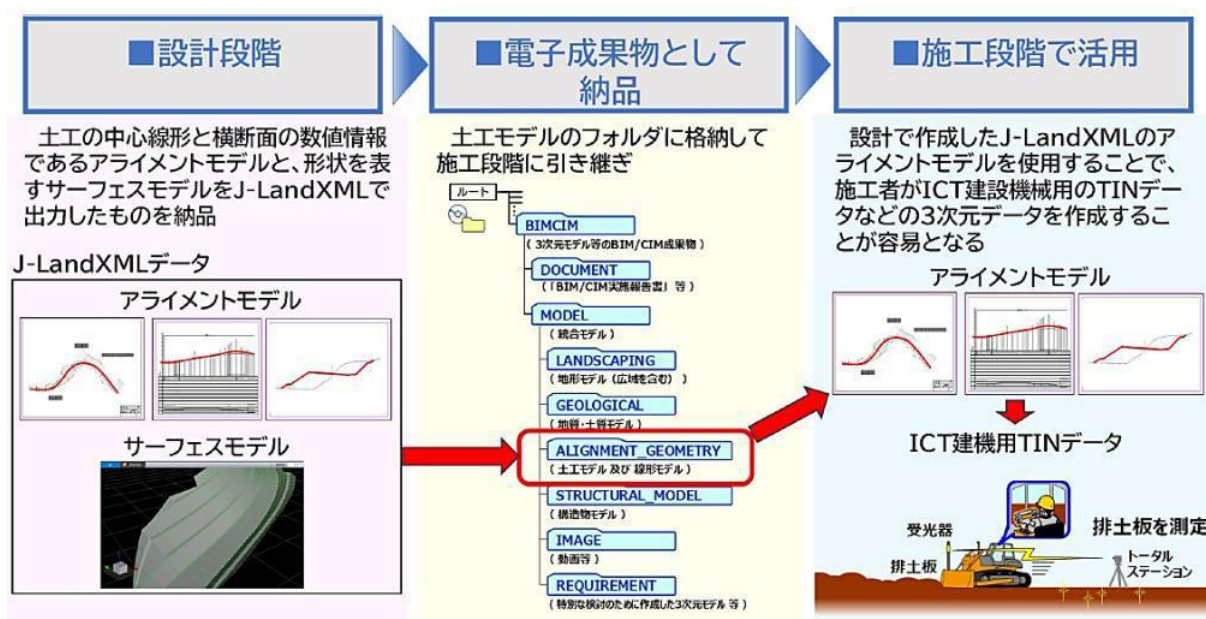 ■設計段階
■電子成果物として
納品
■施工段階で活用
土工の中心線形と横断面の数値情報
であるアライメントモデルと、形状を表
すサーフェスモデルをJ-LandXMLで
出力したものを納品
J-LandXMLデータ
アライメントモデル
サーフェスモデル
土工モデルのフォルダに格納して
施工段階に引き継ぎ
ルート
BIMCIM
( 3次元モデル等のBIM/CIM成果物 )
DOCUMENT
(「BIM/CIM実施報告書」等 )
MODEL
( 統合モデル )
LANDSCAPING
( 地形モデル（広域を含む） )
GEOLOGICAL
( 地質・土質モデル )
ALIGNMENT_GEOMETRY
( 土工モデル 及び 線形モデル )
STRUCTURAL_MODEL
( 構造物モデル )
IMAGE
( 動画等 )
REQUIREMENT
( 特別な検討のために作成した3次元モデル 等 )
設計で作成したJ-LandXMLのア
ライメントモデルを使用することで、
施工者がICT建設機械用のTINデー
タなどの3次元データを作成するこ
とが容易となる
アライメントモデル
ICT建機用TINデータ
受光器
排土板を測定
排土板
トータル
ステーション